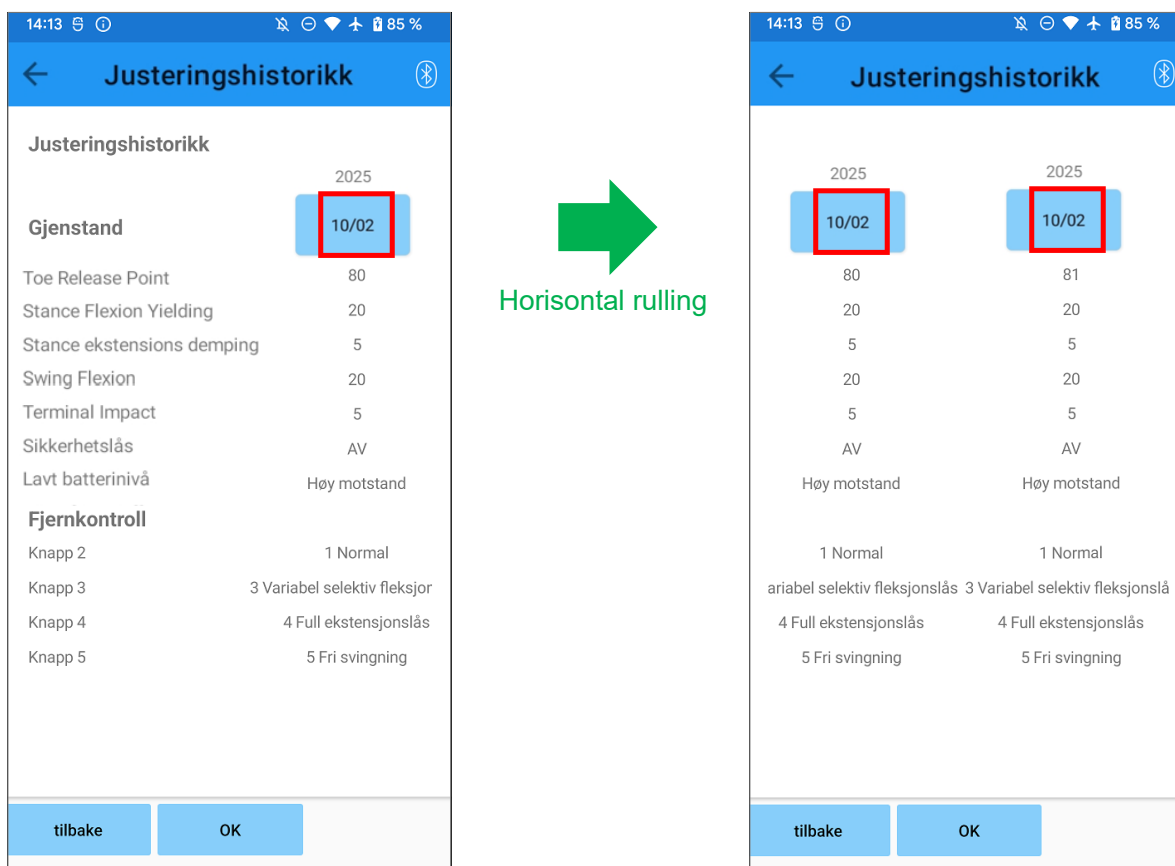 14:13 85 %
Justeringshistorikk
Justeringshistorikk
2025
Gjenstand 10/02
Toe Release Point 80
Stance Flexion Yielding 20
Stance ekstensions demping 5
Swing Flexion 20
Terminal Impact 5
Sikkerhetslås AV
Lavt batterinivå Høy motstand
Fjernkontroll
Knapp 2 1 Normal
Knapp 3 3 Variabel selektiv fleksjor
Knapp 4 4 Full ekstensjonslås
Knapp 5 5 Fri svingning
tilbake OK
Horisontal rulling
14:13 85 %
Justeringshistorikk
2025 2025
10/02 10/02
80 81
20 20
5 5
20 20
5 5
AV AV
Høy motstand Høy motstand
1 Normal 1 Normal
ariabel selektiv fleksjonslås 3 Variabel selektiv fleksjonslå
4 Full ekstensjonslås 4 Full ekstensjonslås
5 Fri svingning 5 Fri svingning
tilbake OK